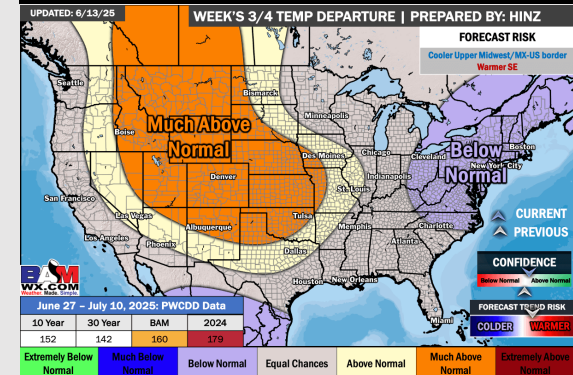 UPDATED: 6/13/25
WEEK'S 3/4 TEMP DEPARTURE | PREPARED BY: HINZ
FORECAST RISK
Cooler Upper Midwest/MX-US border
Warmer SE
Seattle
Bismarck
Minneapolis
Boise
Much Above
Normal
Des Moines
Chicago
Cleveland
Below
Normal
Boston
New York City
Denver
Indianapolis
St. Louis
San Francisco
Las Vegas
Tulsa
Los Angeles
Albuquerque
Memphis
Charlotte
Phoenix
Atlanta
Dallas
Houston
New Orleans
Miami
CURRENT
PREVIOUS
CONFIDENCE
Below Normal
Above Normal
FORECAST TREND RISK
COLDER
WARMER
BAM
WX.COM
Weather. Made. Simple.
June 27 – July 10, 2025: PWCDD Data
10 Year 30 Year BAM 2024
152 142 160 179
Extremely Below Normal
Much Below Normal
Below Normal
Equal Chances
Above Normal
Much Above Normal
Extremely Above Normal